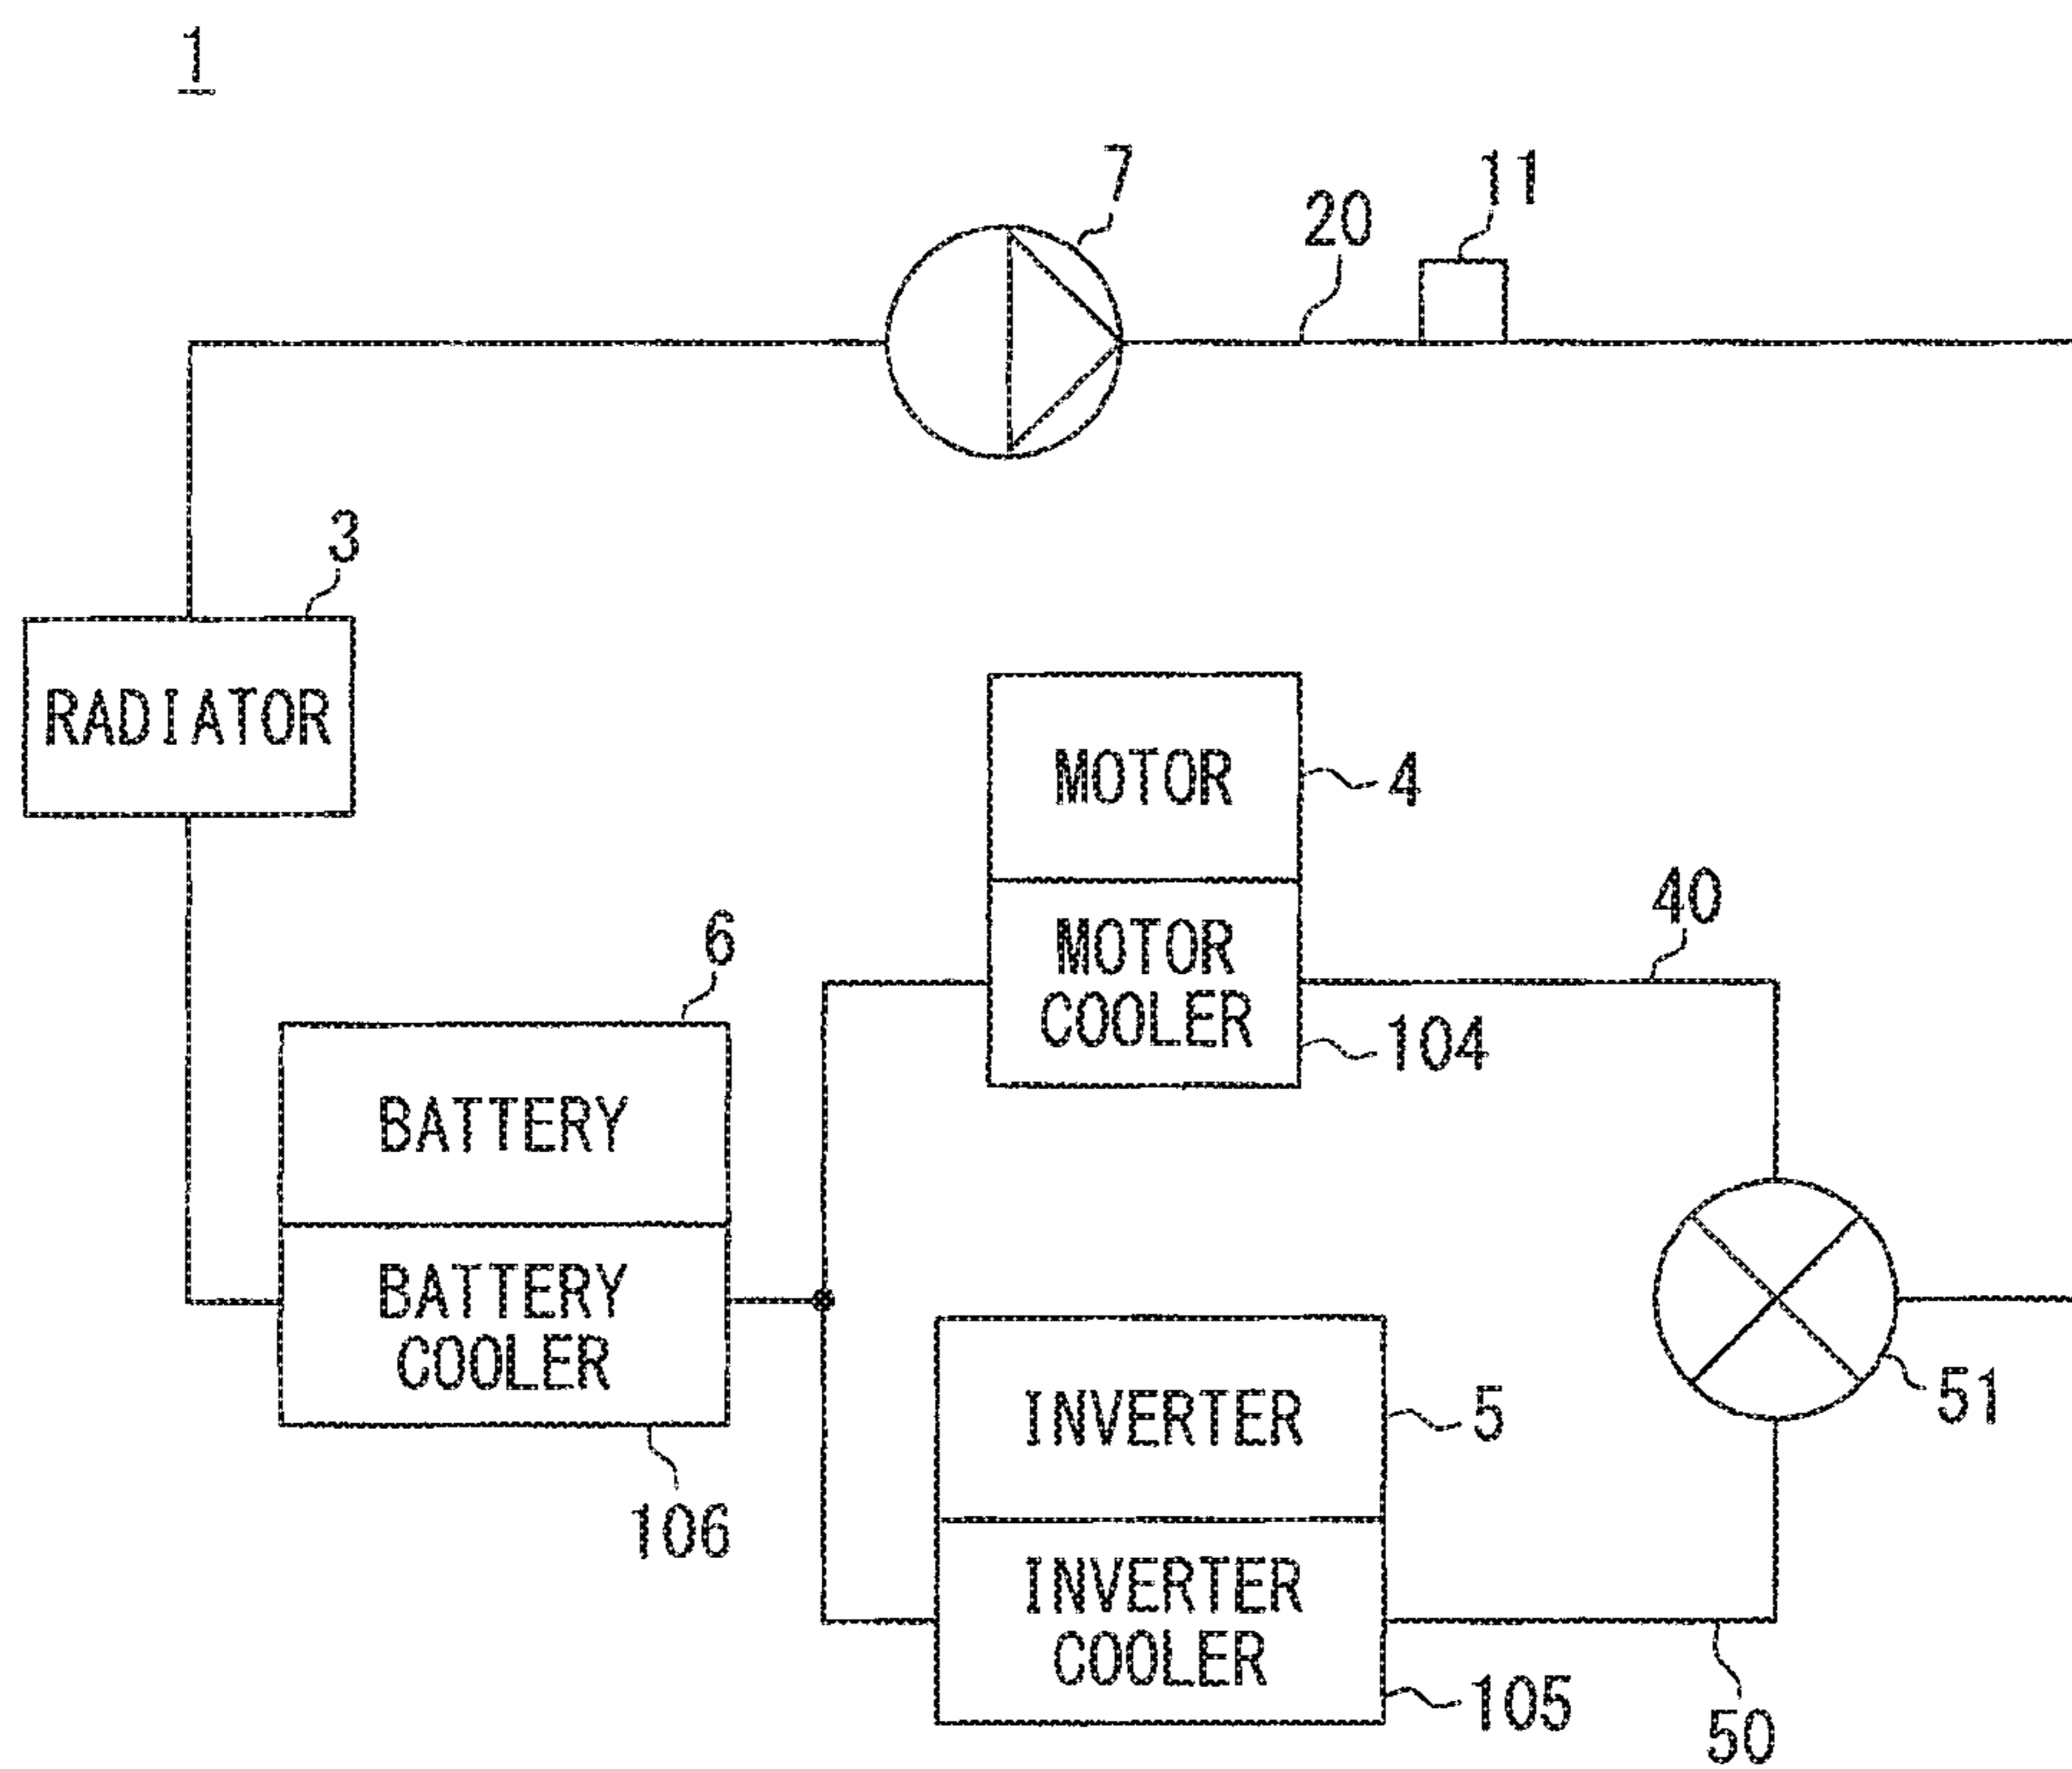 1
7
20
11
3
RADIATOR
MOTOR
4
MOTOR
COOLER
104
40
6
BATTERY
BATTERY
COOLER
106
INVERTER
5
INVERTER
COOLER
105
51
50